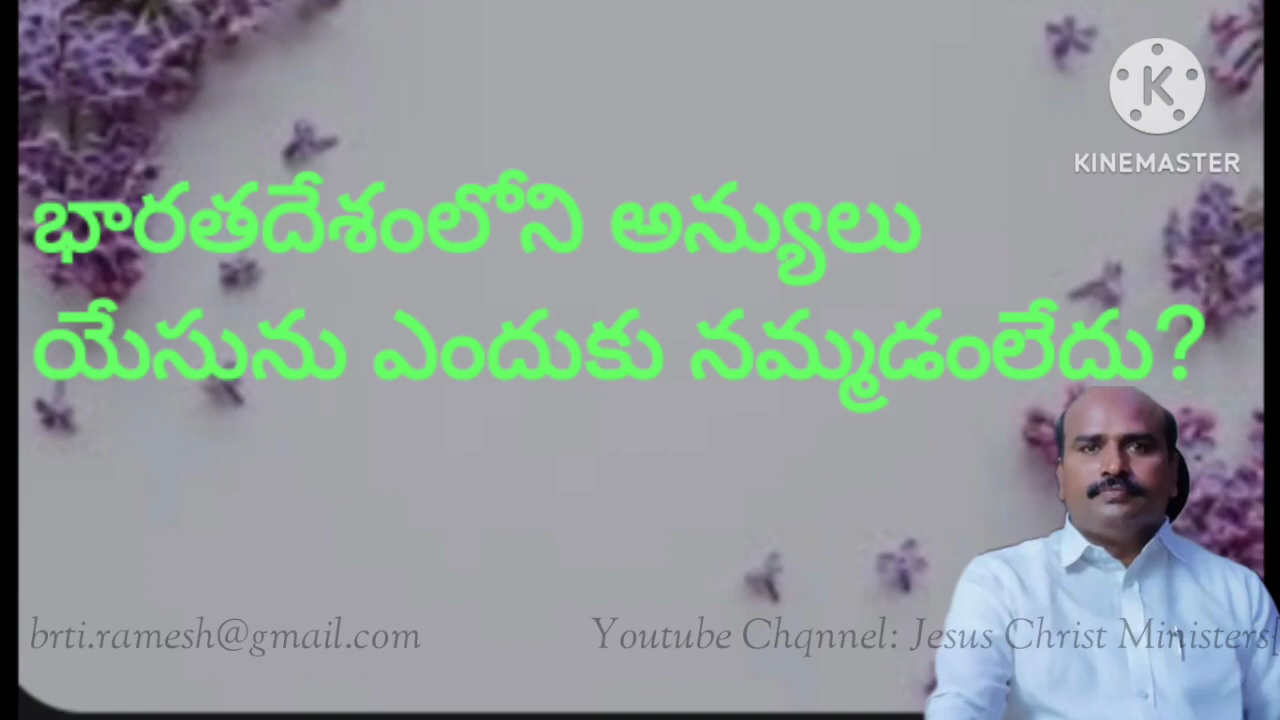 KINEMASTER
భారతదేశంలోని అన్యులు
యేసును ఎందుకు నమ్మడంలేదు?
brti.ramesh@gmail.com
Youtube Chqnnel: Jesus Christ Ministers[